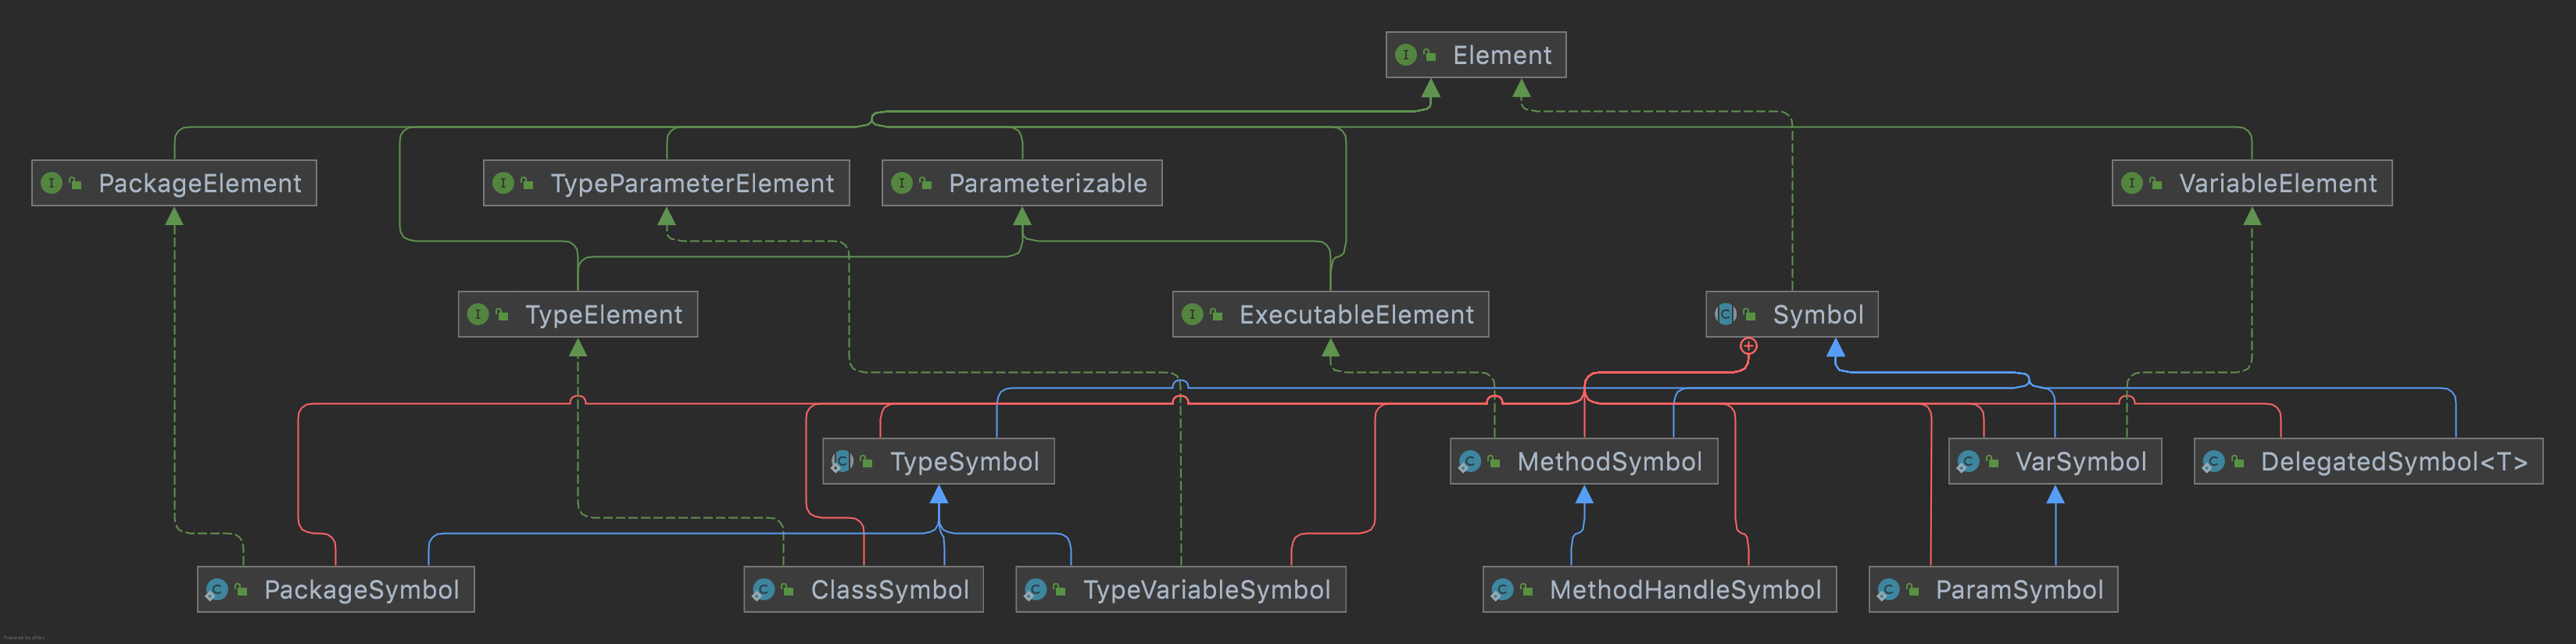 Element
PackageElement
TypeParameterElement
Parameterizable
VariableElement
TypeElement
ExecutableElement
Symbol
TypeSymbol
MethodSymbol
VarSymbol
DelegatedSymbol<T>
PackageSymbol
ClassSymbol
TypeVariableSymbol
MethodHandleSymbol
ParamSymbol
Powered by yFiles